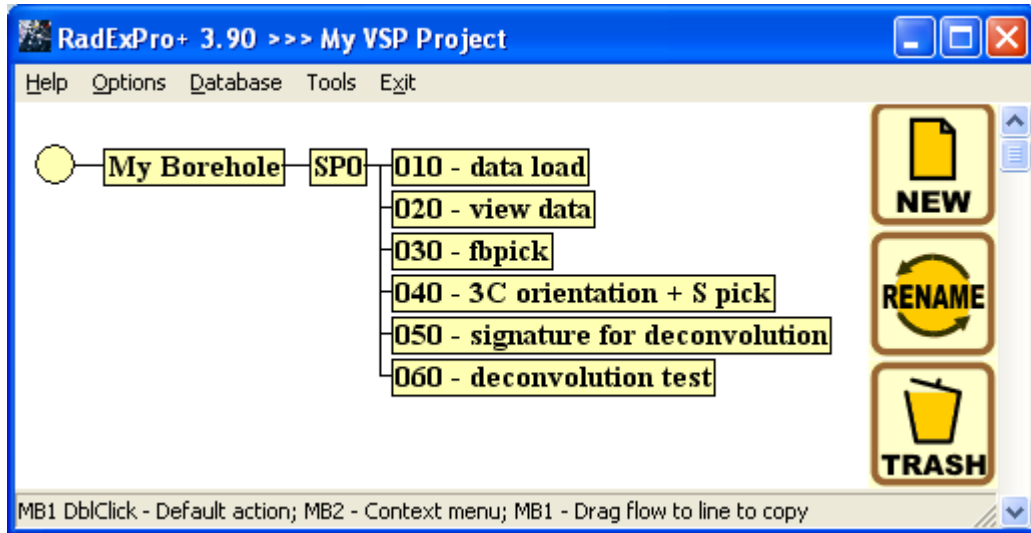 RadExPro+ 3.90 >>> My VSP Project
Help Options Database Tools Exit
My Borehole SP0 010 - data load
020 - view data
030 - fbpick
040 - 3C orientation + S pick
050 - signature for deconvolution
060 - deconvolution test
NEW
RENAME
TRASH
MB1 DblClick - Default action; MB2 - Context menu; MB1 - Drag flow to line to copy